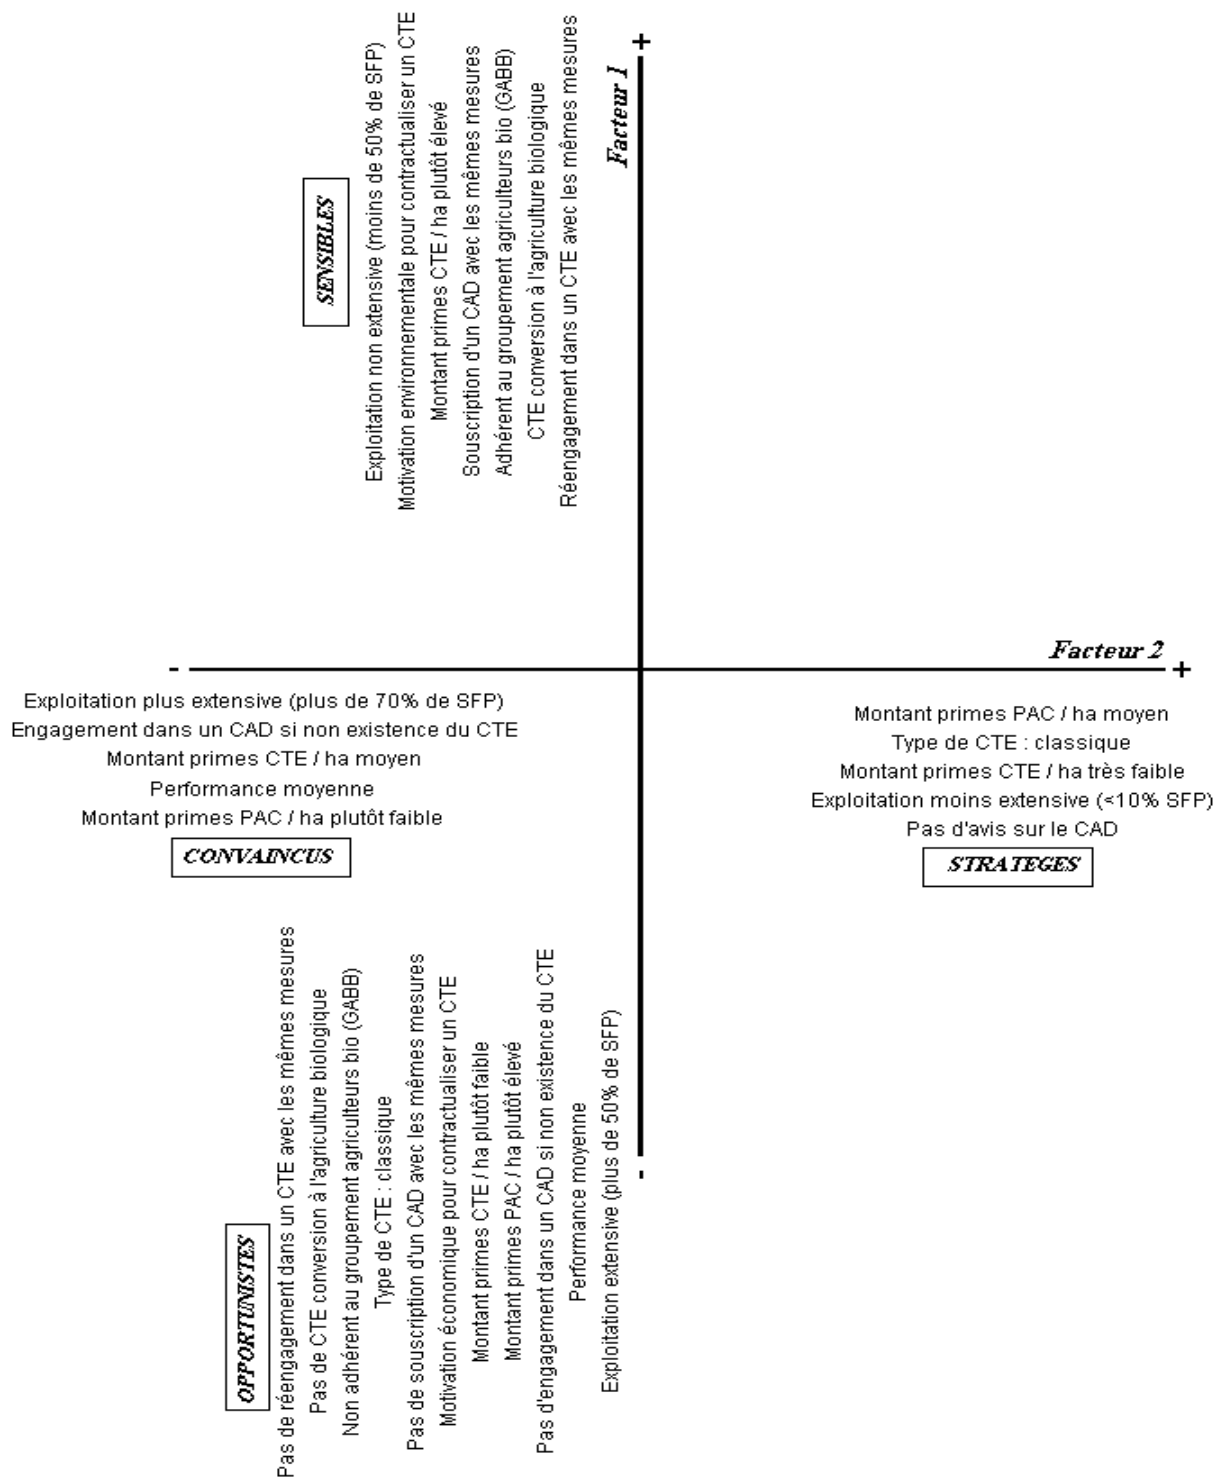 SENSIBLES
Exploitation non extensive (moins de 50% de SFP)
Motivation environnementale pour contractualiser un CTE
Montant primes CTE / ha plutôt élevé
Souscription d'un CAD avec les mêmes mesures
Adhérent au groupement agriculteurs bio (GABB)
CTE conversion à l'agriculture biologique
Réengagement dans un CTE avec les mêmes mesures
Facteur 1
+
-
Facteur 2
+
Exploitation plus extensive (plus de 70% de SFP)
Engagement dans un CAD si non existence du CTE
Montant primes CTE / ha moyen
Performance moyenne
Montant primes PAC / ha plutôt faible
CONVAINCUS
Montant primes PAC / ha moyen
Type de CTE : classique
Montant primes CTE / ha très faible
Exploitation moins extensive (<10% SFP)
Pas d'avis sur le CAD
STRATEGES
OPPORTUNISTES
Pas de réengagement dans un CTE avec les mêmes mesures
Pas de CTE conversion à l'agriculture biologique
Non adhérent au groupement agriculteurs bio (GABB)
Type de CTE : classique
Pas de souscription d'un CAD avec les mêmes mesures
Motivation économique pour contractualiser un CTE
Montant primes CTE / ha plutôt faible
Montant primes PAC / ha plutôt élevé
Pas d'engagement dans un CAD si non existence du CTE
Performance moyenne
Exploitation extensive (plus de 50% de SFP)
-